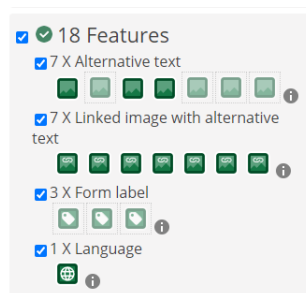 18 Features
7 X Alternative text
7 X Linked image with alternative
text
3 X Form label
1 X Language